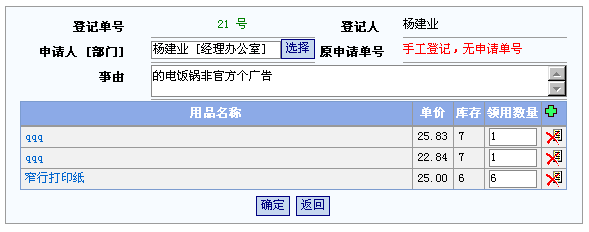 登记单号 21 号 登记人 杨建业
申请人 [部门] 杨建业 [经理办公室] 选择 原申请单号 手工登记，无申请单号
事由 的电饭锅非官方个广告
用品名称 单价 库存 领用数量
qqq 25.83 7 1
qqq 22.84 7 1
窄行打印纸 25.00 6 6
确定 返回